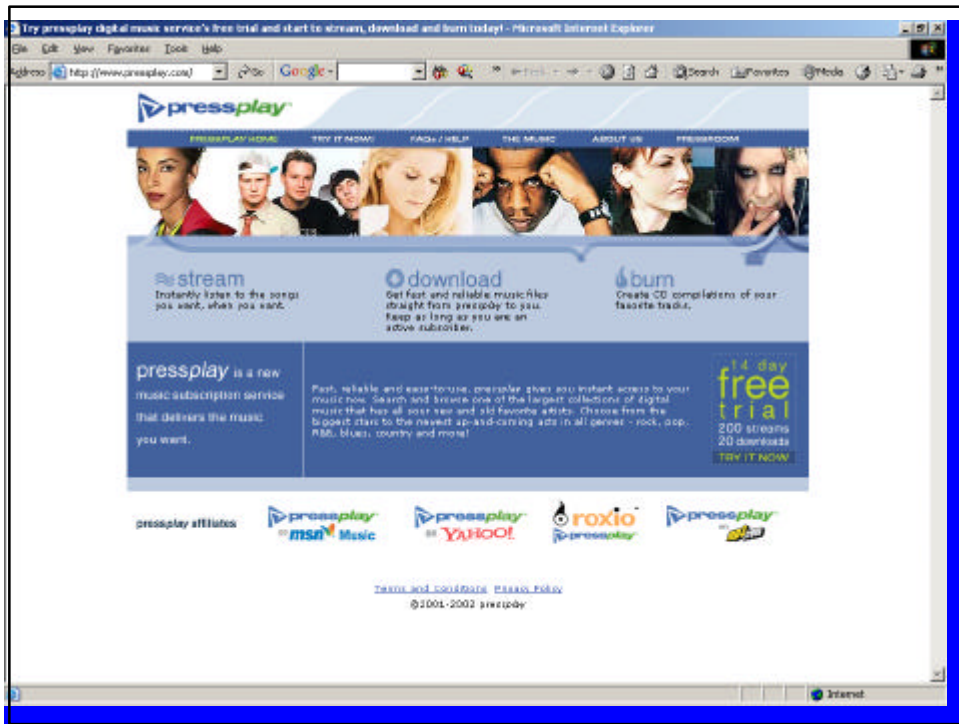 Try pressplay digital music service's free trial and start to stream, download and burn today! - Microsoft Internet Explorer
File Edit View Favorites Tools Help
Address http://www.pressplay.com/ Go Google Search Favorites Media
pressplay
PRESSPLAY HOME TRY IT NOW! FAQs / HELP THE MUSIC ABOUT US PRESSROOM
stream
Instantly listen to the songs
you want, when you want.
download
Get fast and reliable music files
straight from pressplay to you.
Keep as long as you are an
active subscriber.
burn
Create CD compilations of your
favorite tracks.
pressplay is a new
music subscription service
that delivers the music
you want.
Fast, reliable and easy-to-use, pressplay gives you instant access to your
music now. Search and browse one of the largest collections of digital
music that has all your new and old favorite artists. Choose from the
biggest stars to the newest up-and-coming acts in all genres - rock, pop,
R&B, blues, country and more!
14 day
free
trial
200 streams
20 downloads
TRY IT NOW
pressplay affiliates
pressplay
on msn Music
pressplay
on YAHOO!
roxio
pressplay
pressplay
on
Terms and Conditions Privacy Policy
©2001-2002 pressplay
Internet